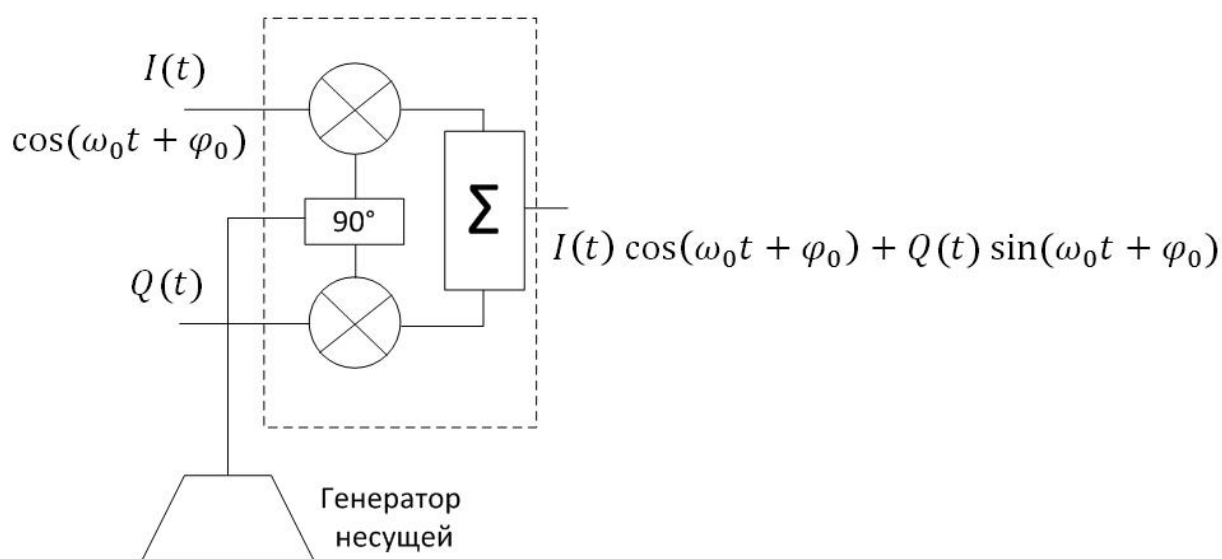 I(t)
cos(ω₀t + φ₀)
90°
Σ
I(t) cos(ω₀t + φ₀) + Q(t) sin(ω₀t + φ₀)
Q(t)
Генератор
несущей